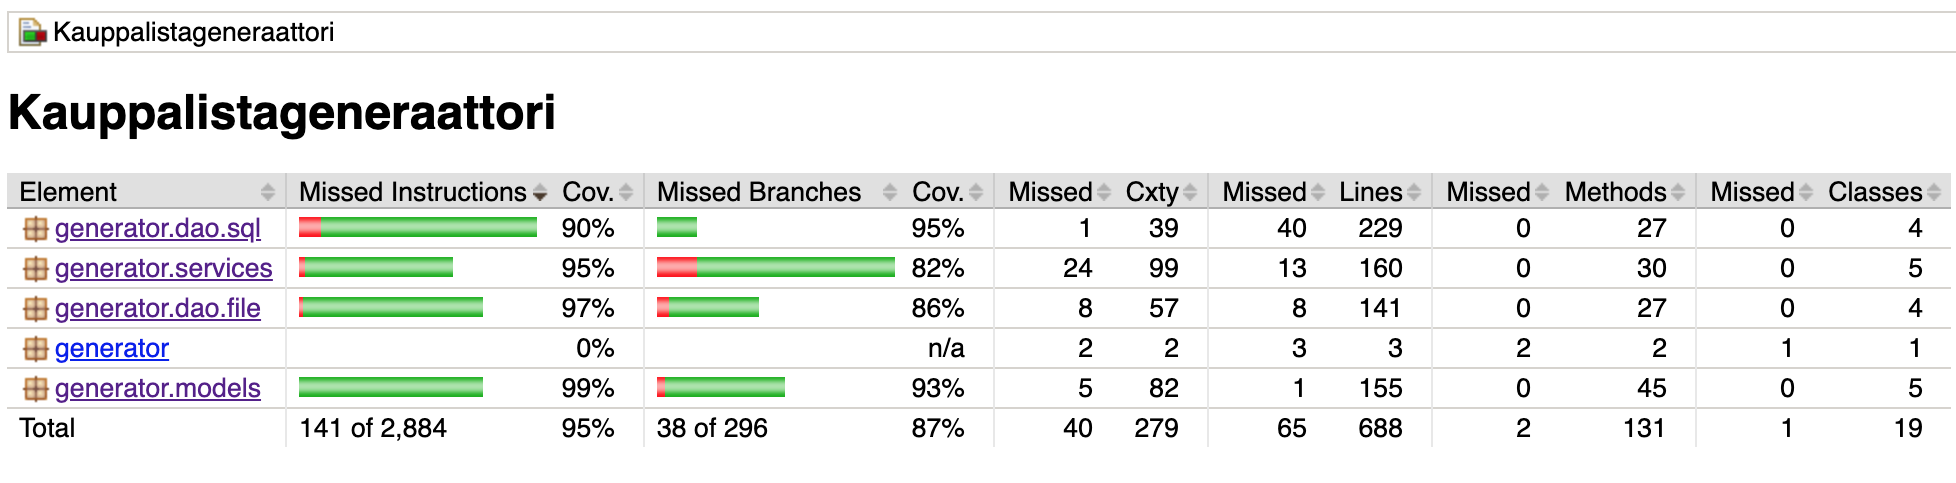 Kauppalistageneraattori
Kauppalistageneraattori
Element Missed Instructions Cov. Missed Branches Cov. Missed Cxty Missed Lines Missed Methods Missed Classes
generator.dao.sql 90% 95% 1 39 40 229 0 27 0 4
generator.services 95% 82% 24 99 13 160 0 30 0 5
generator.dao.file 97% 86% 8 57 8 141 0 27 0 4
generator 0% n/a 2 2 3 3 2 2 1 1
generator.models 99% 93% 5 82 1 155 0 45 0 5
Total 141 of 2,884 95% 38 of 296 87% 40 279 65 688 2 131 1 19